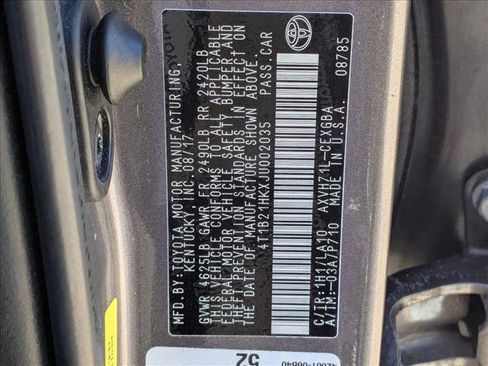 MFD.BY:TOYOTA MOTOR MANUFACTURING,
KENTUCKY, INC. 08/17
GVWR 4625LB GAWR FR 2490LB RR 2420LB
THIS VEHICLE CONFORMS TO ALL APPLICABLE
FEDERAL MOTOR VEHICLE SAFETY, BUMPER, AND
THEFT PREVENTION STANDARDS IN EFFECT ON
THE DATE OF MANUFACTURE SHOWN ABOVE.
4T1B21HKXJU002035 PASS.CAR
C/TR:1H1/LA10 AXVH71L-CEXGBA
A/TM:-03A/P710 MADE IN U.S.A. 08785
TOYOTA
52